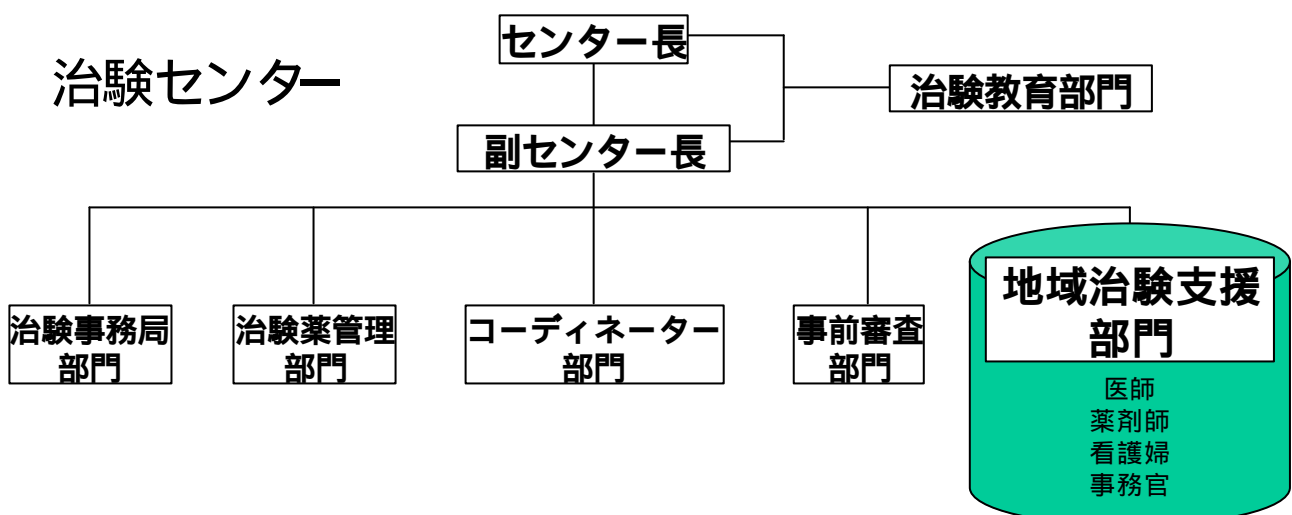 センター長
治験センター
治験教育部門
副センター長
治験事務局
部門
治験薬管理
部門
コーディネーター
部門
事前審査
部門
地域治験支援
部門
医師
薬剤師
看護婦
事務官